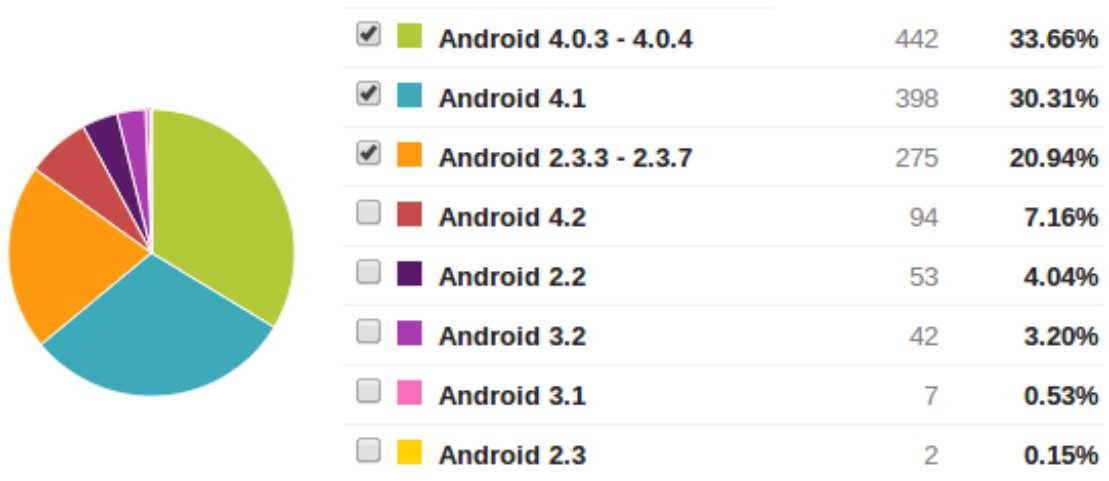 Android 4.0.3 - 4.0.4 442 33.66%
Android 4.1 398 30.31%
Android 2.3.3 - 2.3.7 275 20.94%
Android 4.2 94 7.16%
Android 2.2 53 4.04%
Android 3.2 42 3.20%
Android 3.1 7 0.53%
Android 2.3 2 0.15%